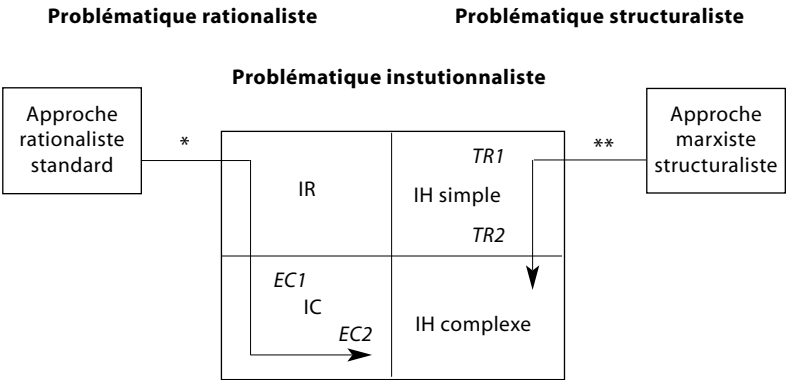 Problématique rationaliste
Problématique structuraliste
Problématique instutionnaliste
Approche
rationaliste
standard
*
**
Approche
marxiste
structuraliste
IR
TR1
IH simple
TR2
EC1
IC
EC2
IH complexe